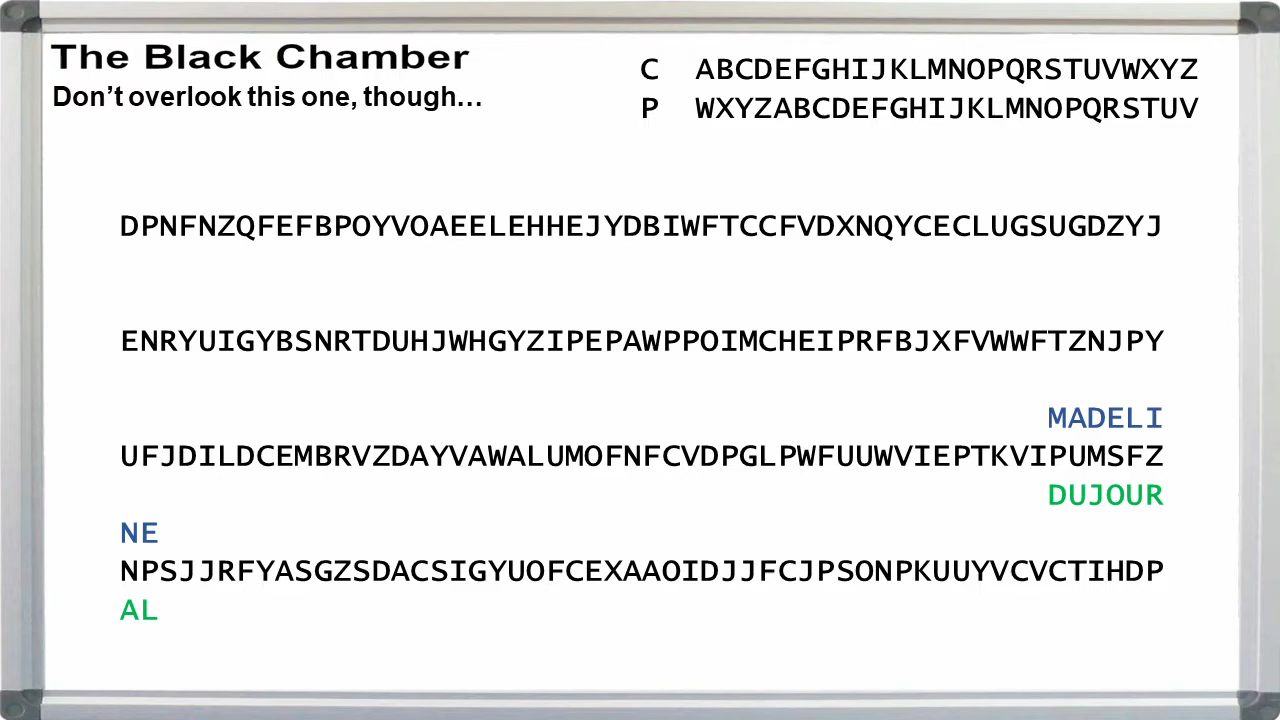 The Black Chamber
Don't overlook this one, though…
C ABCDEFGHIJKLMNOPQRSTUVWXYZ
P WXYZABCDEFGHIJKLMNOPQRSTUV
DPNFNZQFEFBPOYVOAEELEHHEJYDBIWFTCCFVDXNQYCECLUGSUGDZYJ
ENRYUIGYBSNRTDUHJWHGYZIPEPAWPPOIMCHEIPRFBJXFVWWFTZNJPY
MADELI
UFJDILDCEMBRVZDAYVAWALUMOFNFCVDPGLPWFUUWVIEPTKVIPUMSFZ
DUJOUR
NE
NPSJJRFYASGZSDACSIGYUOFCEXAAOIDJJFCJPSONPKUUYVCVCTIHDP
AL